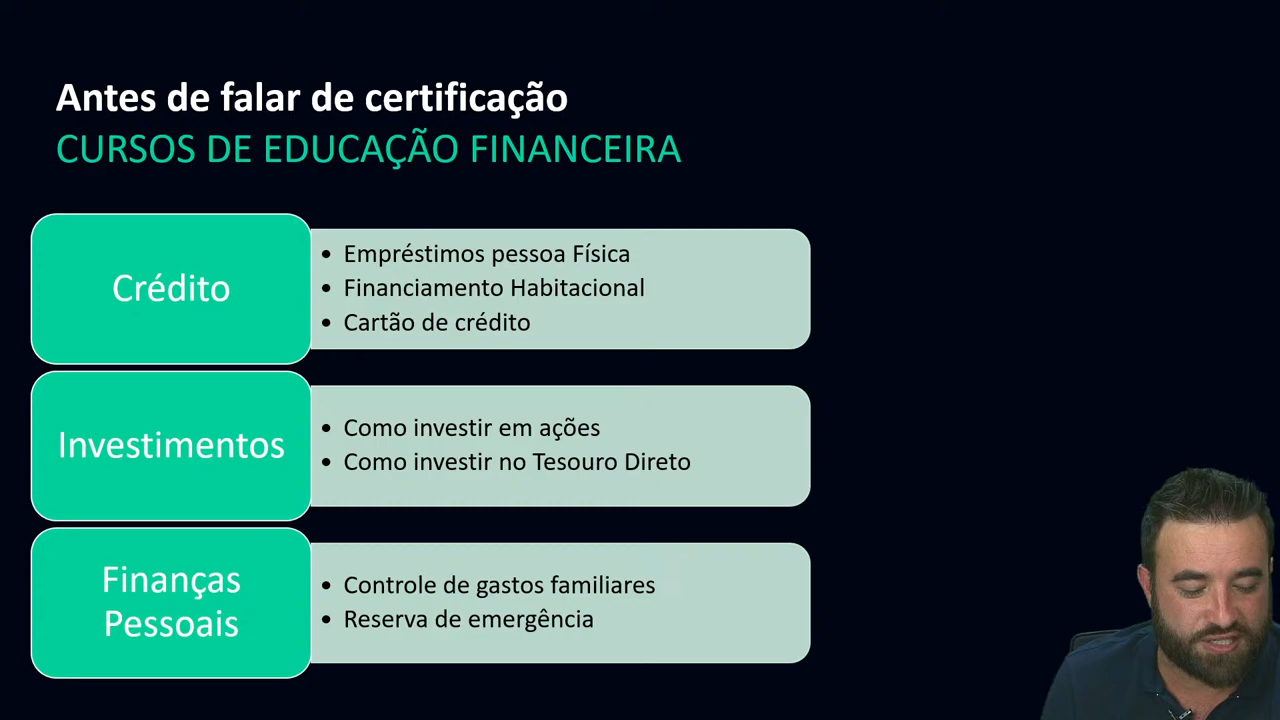 Antes de falar de certificação
CURSOS DE EDUCAÇÃO FINANCEIRA
Crédito
• Empréstimos pessoa Física
• Financiamento Habitacional
• Cartão de crédito
Investimentos
• Como investir em ações
• Como investir no Tesouro Direto
Finanças
Pessoais
• Controle de gastos familiares
• Reserva de emergência